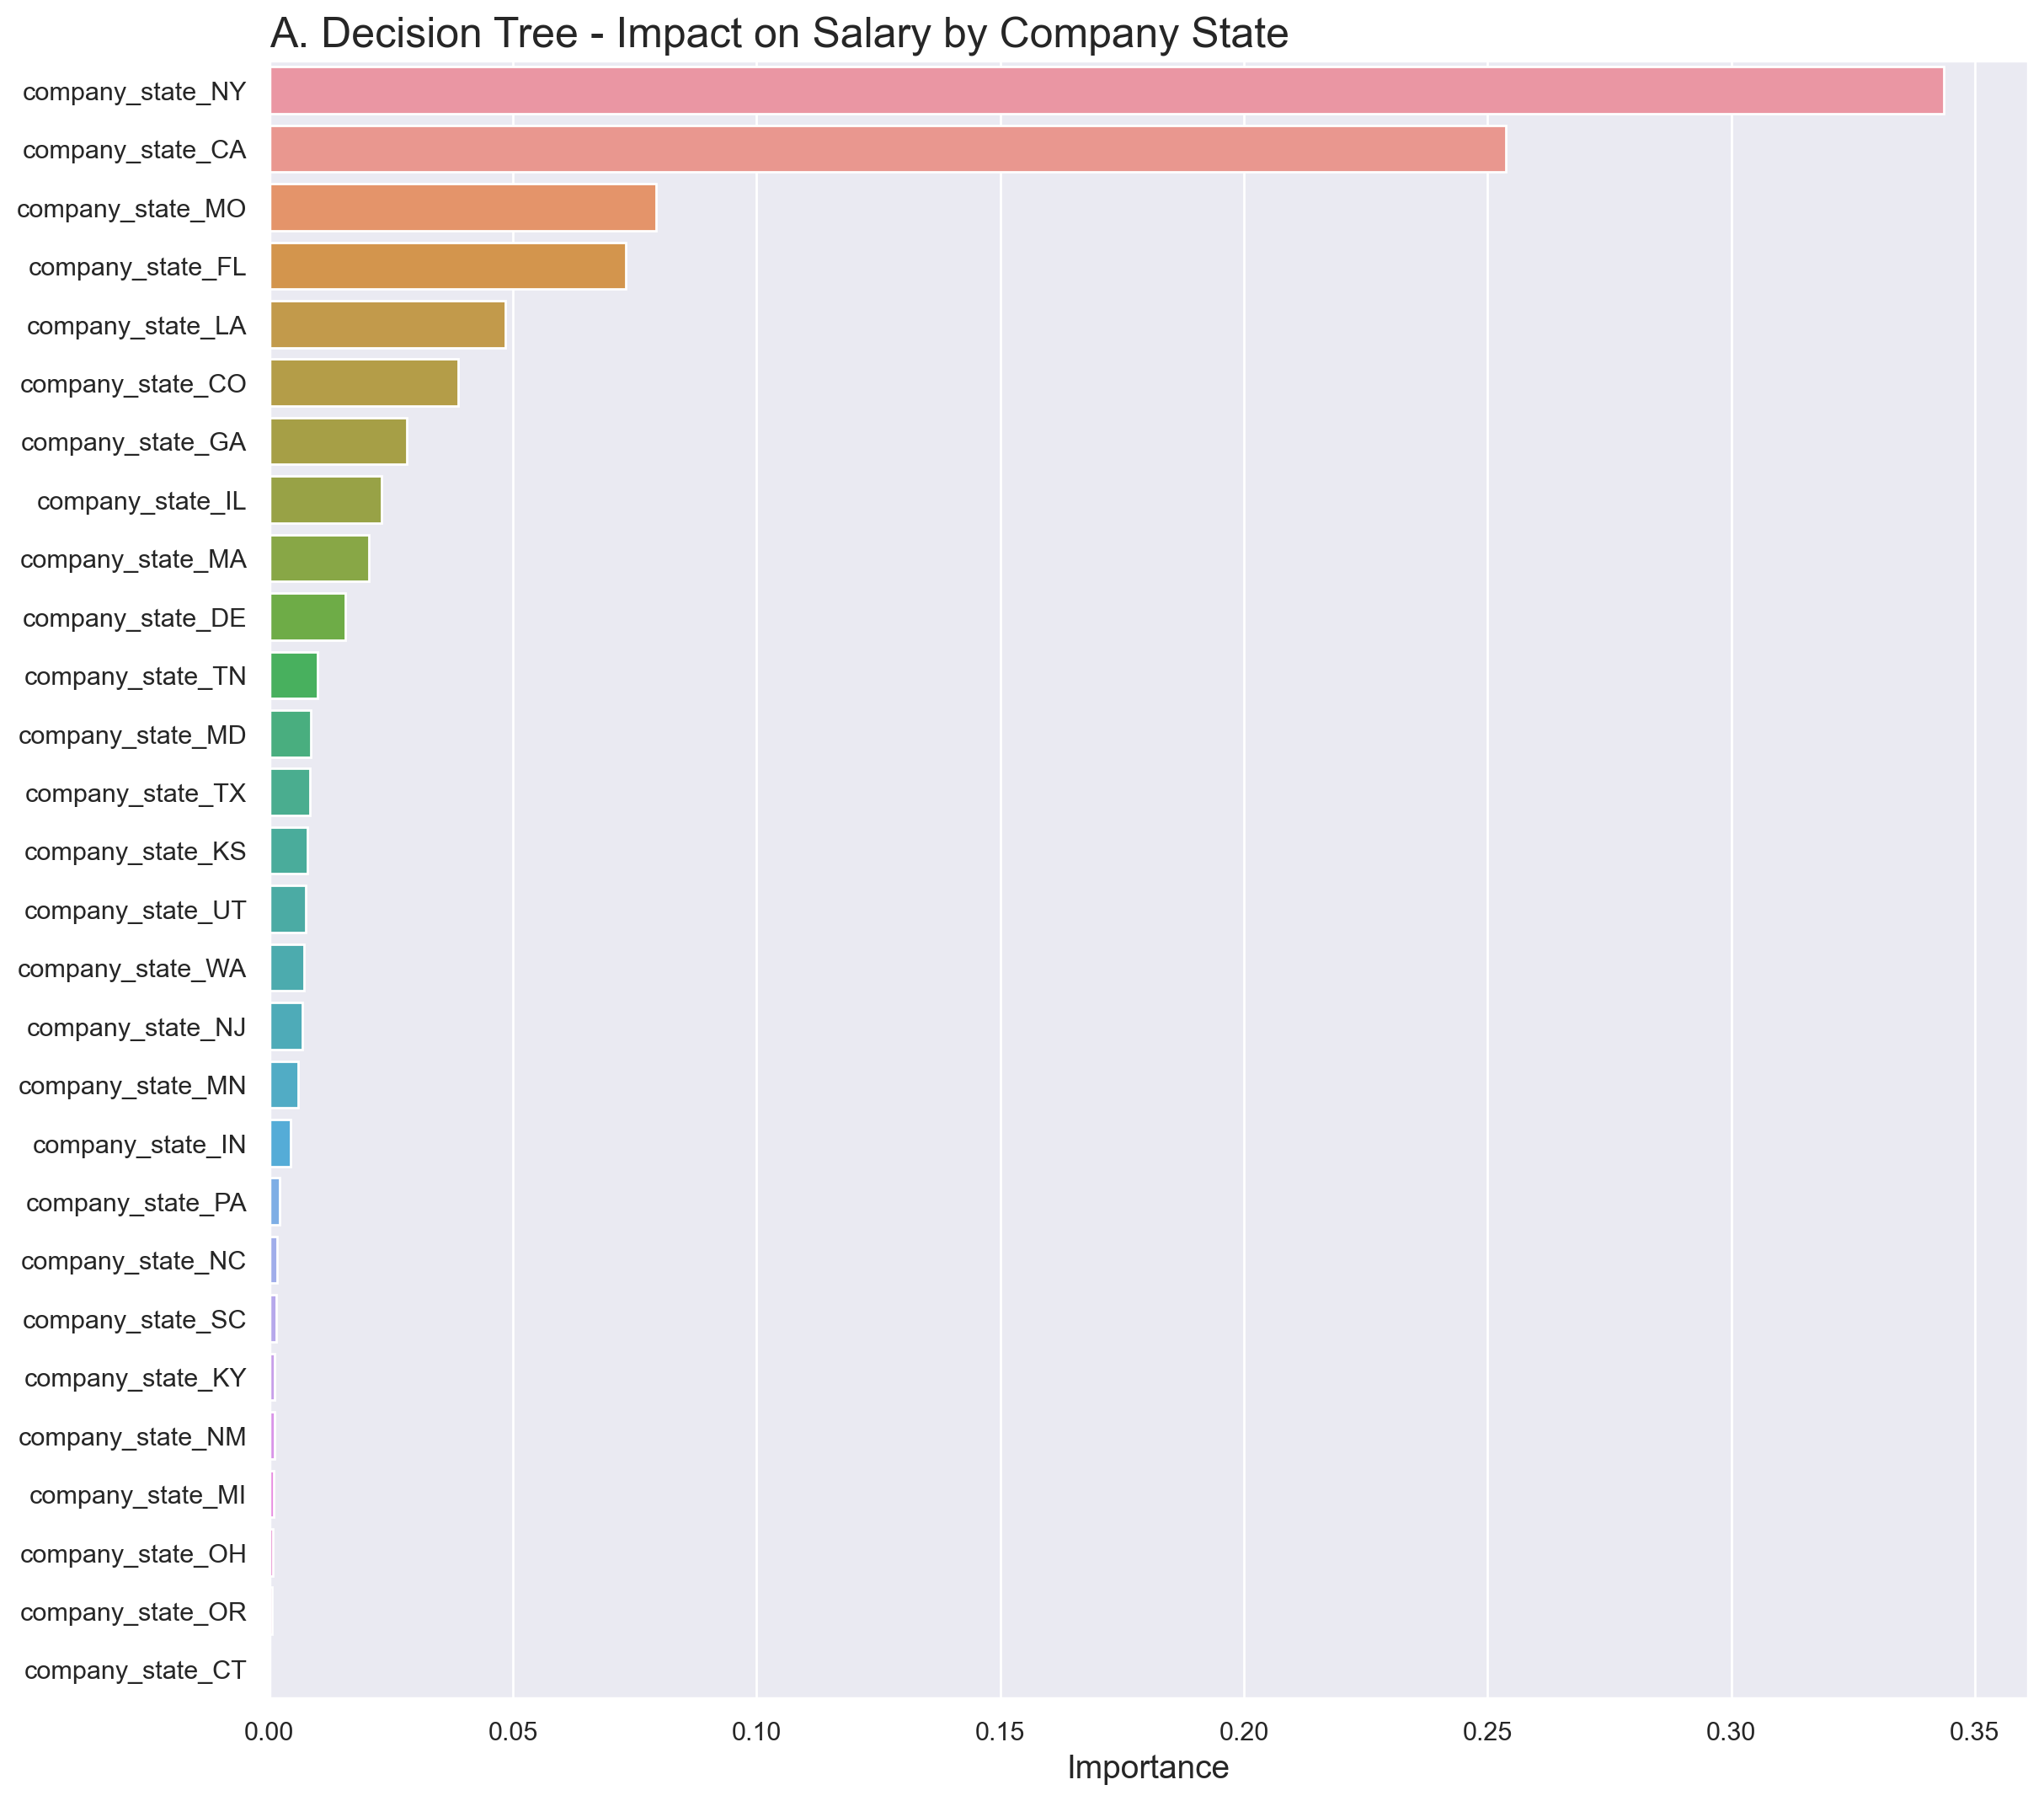 A. Decision Tree - Impact on Salary by Company State
company_state_NY
company_state_CA
company_state_MO
company_state_FL
company_state_LA
company_state_CO
company_state_GA
company_state_IL
company_state_MA
company_state_DE
company_state_TN
company_state_MD
company_state_TX
company_state_KS
company_state_UT
company_state_WA
company_state_NJ
company_state_MN
company_state_IN
company_state_PA
company_state_NC
company_state_SC
company_state_KY
company_state_NM
company_state_MI
company_state_OH
company_state_OR
company_state_CT
0.00 0.05 0.10 0.15 0.20 0.25 0.30 0.35
Importance